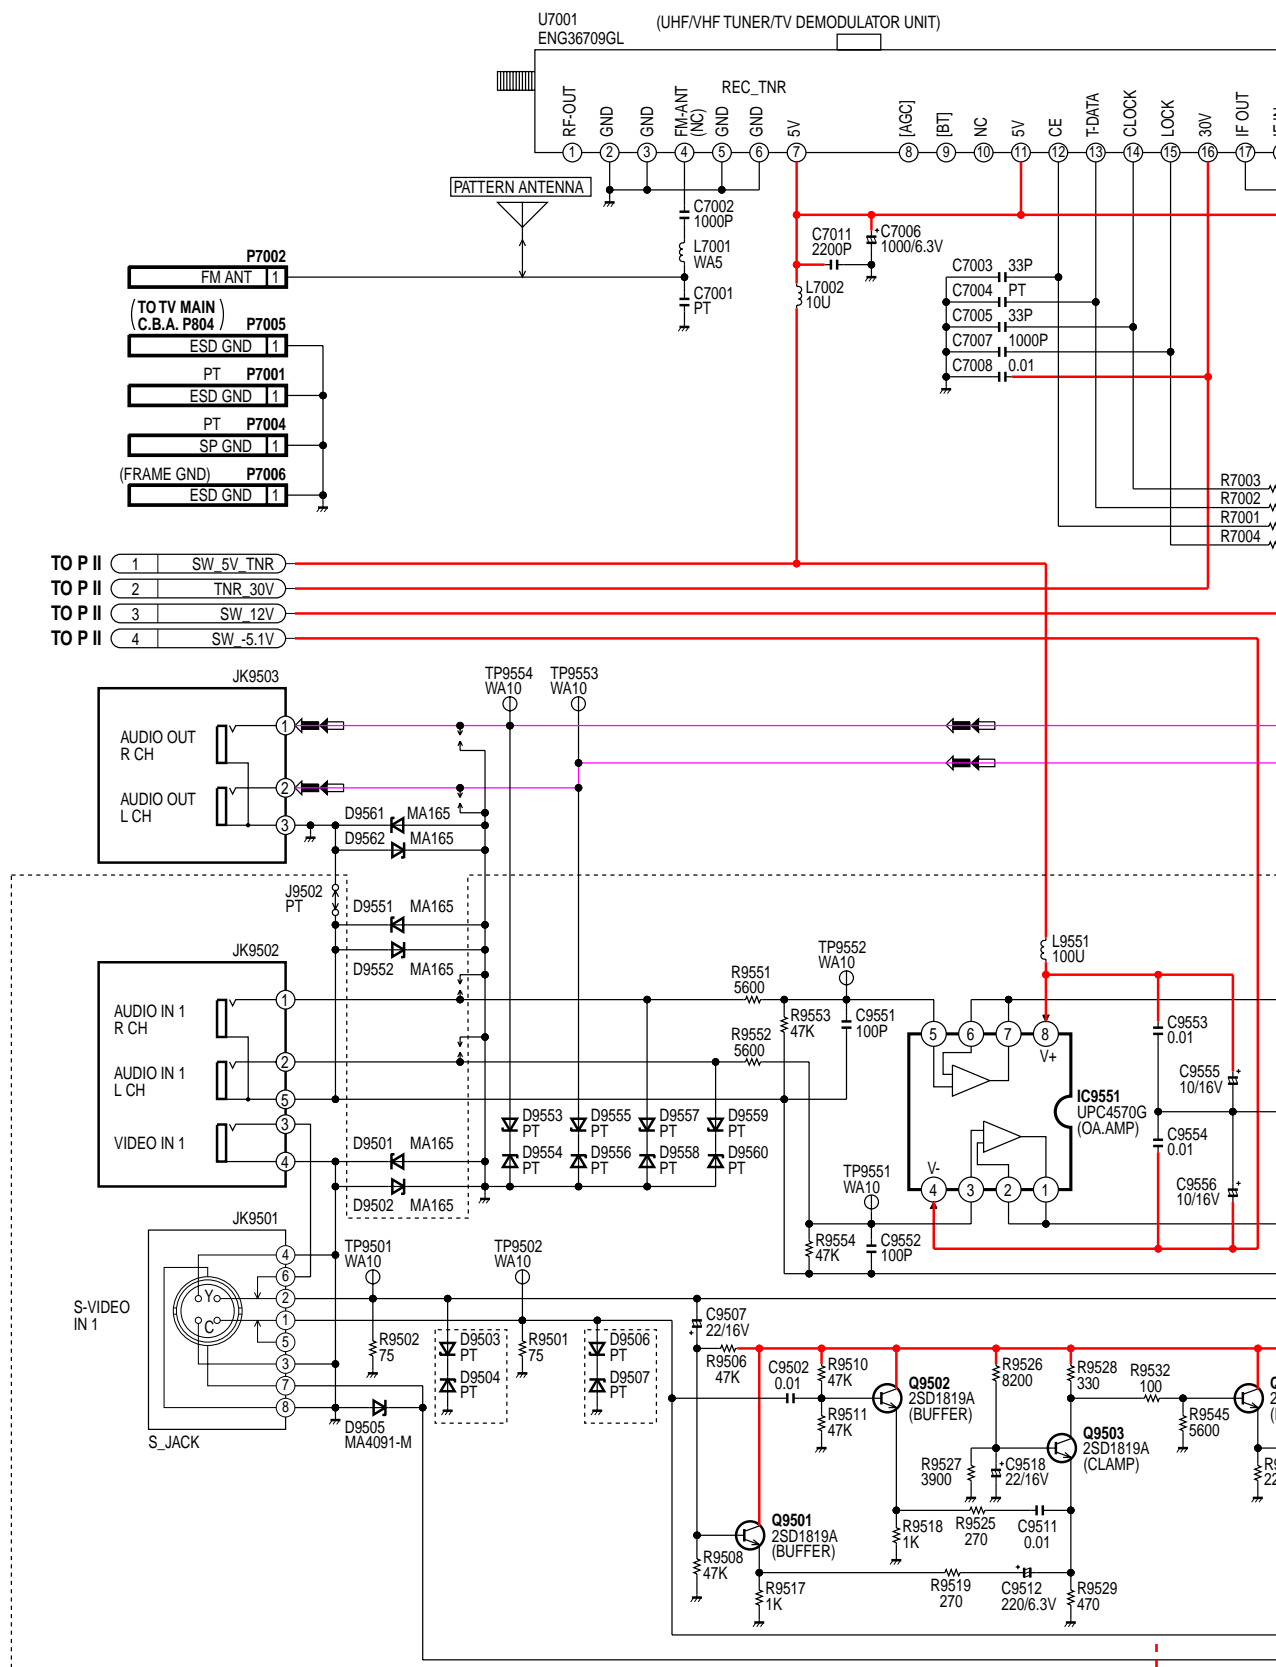 U7001
ENG36709GL
(UHF/VHF TUNER/TV DEMODULATOR UNIT)
REC_TNR
RF-OUT
GND
GND
FM-ANT
(NC)
GND
GND
5V
[AGC]
[BT]
NC
5V
CE
T-DATA
CLOCK
LOCK
30V
IF OUT
1 2 3 4 5 6 7 8 9 10 11 12 13 14 15 16 17
PATTERN ANTENNA
C7002
1000P
L7001
WA5
C7001
PT
C7011
2200P
C7006
1000/6.3V
L7002
10U
C7003 33P
C7004 PT
C7005 33P
C7007 1000P
C7008 0.01
P7002
FM ANT 1
(TO TV MAIN
C.B.A. P804)
P7005
ESD GND 1
PT P7001
ESD GND 1
PT P7004
SP GND 1
(FRAME GND) P7006
ESD GND 1
R7003
R7002
R7001
R7004
TO P II 1 SW_5V_TNR
TO P II 2 TNR_30V
TO P II 3 SW_12V
TO P II 4 SW_-5.1V
JK9503
AUDIO OUT
R CH
1
AUDIO OUT
L CH
2
3
TP9554
WA10
TP9553
WA10
D9561 MA165
D9562 MA165
J9502
PT
D9551 MA165
D9552 MA165
JK9502
AUDIO IN 1
R CH
1
AUDIO IN 1
L CH
2
5
VIDEO IN 1
3
4
D9501 MA165
D9502 MA165
D9553
PT
D9554
PT
D9555
PT
D9556
PT
D9557
PT
D9558
PT
D9559
PT
D9560
PT
R9551
5600
R9552
5600
R9553
47K
TP9552
WA10
C9551
100P
L9551
100U
5 6 7 8
V+
IC9551
UPC4570G
(OA.AMP)
V-
4 3 2 1
C9553
0.01
C9555
10/16V
C9554
0.01
C9556
10/16V
TP9551
WA10
R9554
47K
C9552
100P
JK9501
S-VIDEO
IN 1
Y
C
4
6
2
1
5
3
7
8
S_JACK
TP9501
WA10
TP9502
WA10
R9502
75
D9503
PT
D9504
PT
R9501
75
D9506
PT
D9507
PT
D9505
MA4091-M
C9507
22/16V
R9506
47K
C9502
0.01
R9510
47K
R9511
47K
Q9502
2SD1819A
(BUFFER)
R9526
8200
R9528
330
R9532
100
R9545
5600
Q9503
2SD1819A
(CLAMP)
R9527
3900
C9518
22/16V
Q9501
2SD1819A
(BUFFER)
R9508
47K
R9517
1K
R9518
1K
R9525
270
C9511
0.01
R9519
270
C9512
220/6.3V
R9529
470